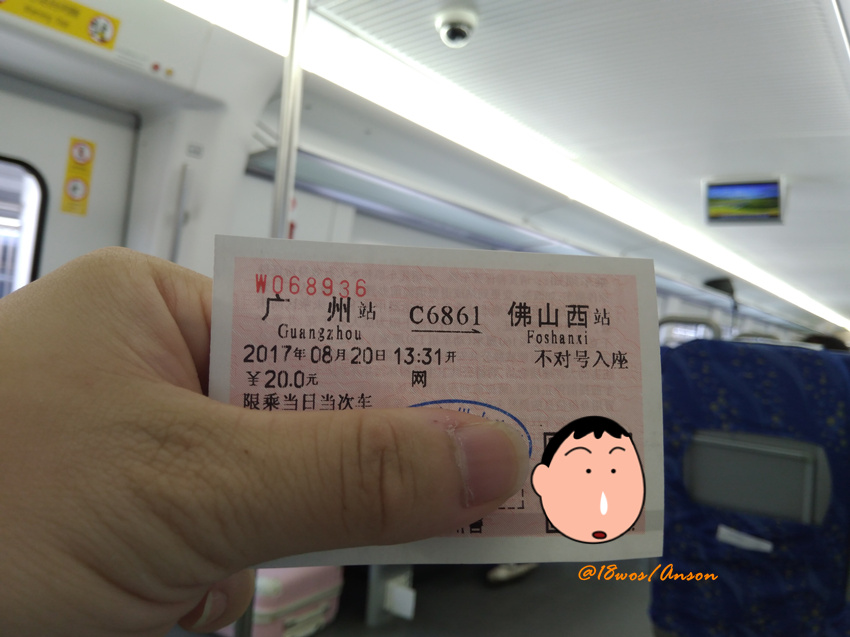 W068936
广 州站 C6861 佛山西站
Guangzhou Foshanxi
2017年08月20日 13:31开 不对号入座
￥20.0元 网
限乘当日当次车
@18wos/Anson